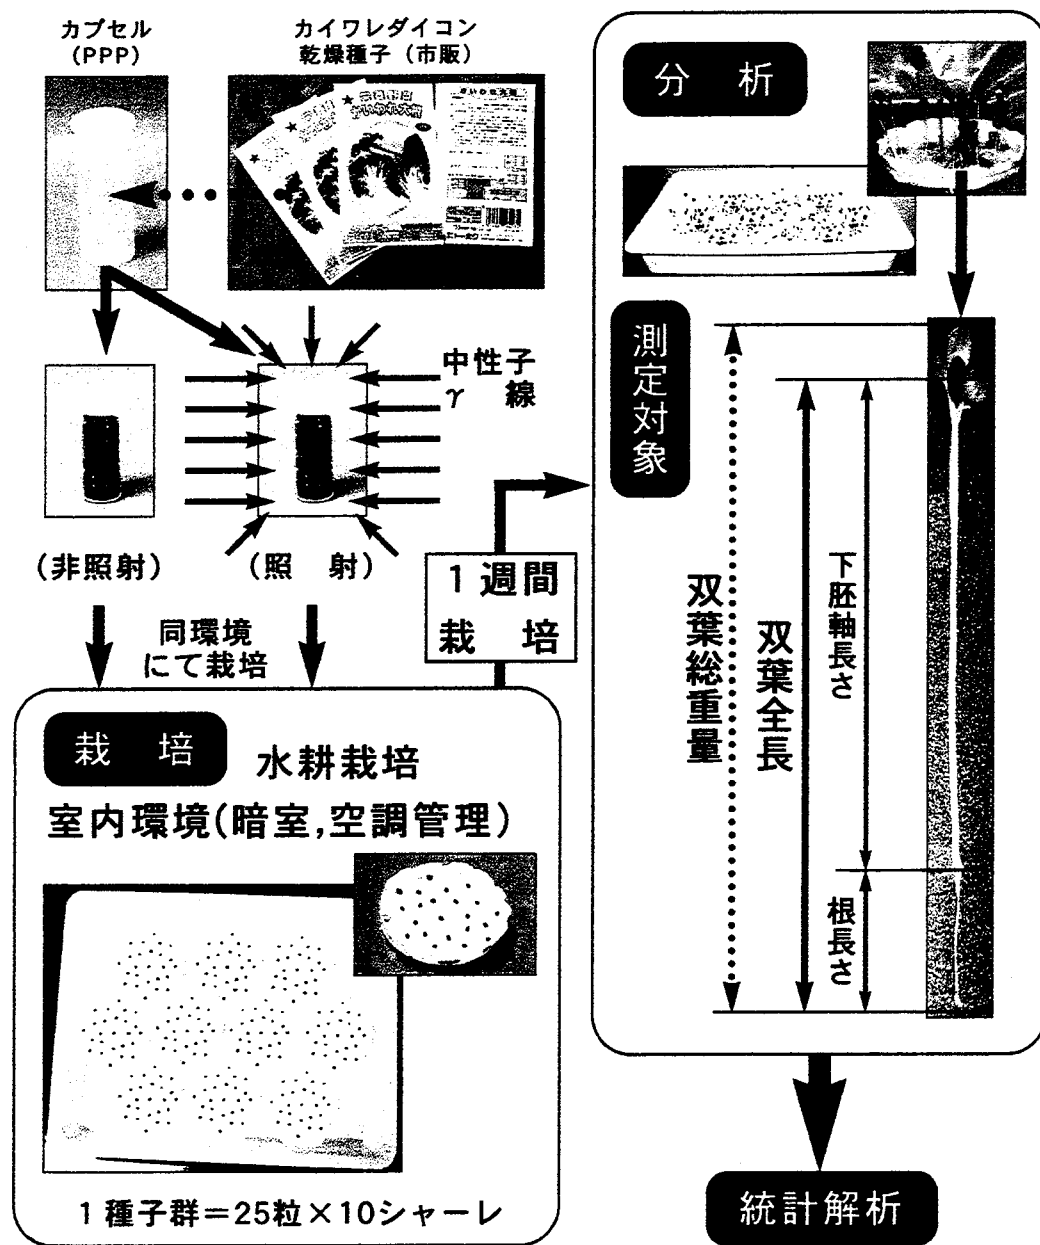 カプセル
(PPP)
カイワレダイコン
乾燥種子(市販)
中性子
γ 線
(非照射)
(照 射)
同環境
にて栽培
1週間
栽 培
栽 培
水耕栽培
室内環境(暗室,空調管理)
1種子群=25粒×10シャーレ
分 析
測定対象
双葉総重量
双葉全長
下胚軸長さ
根長さ
統計解析